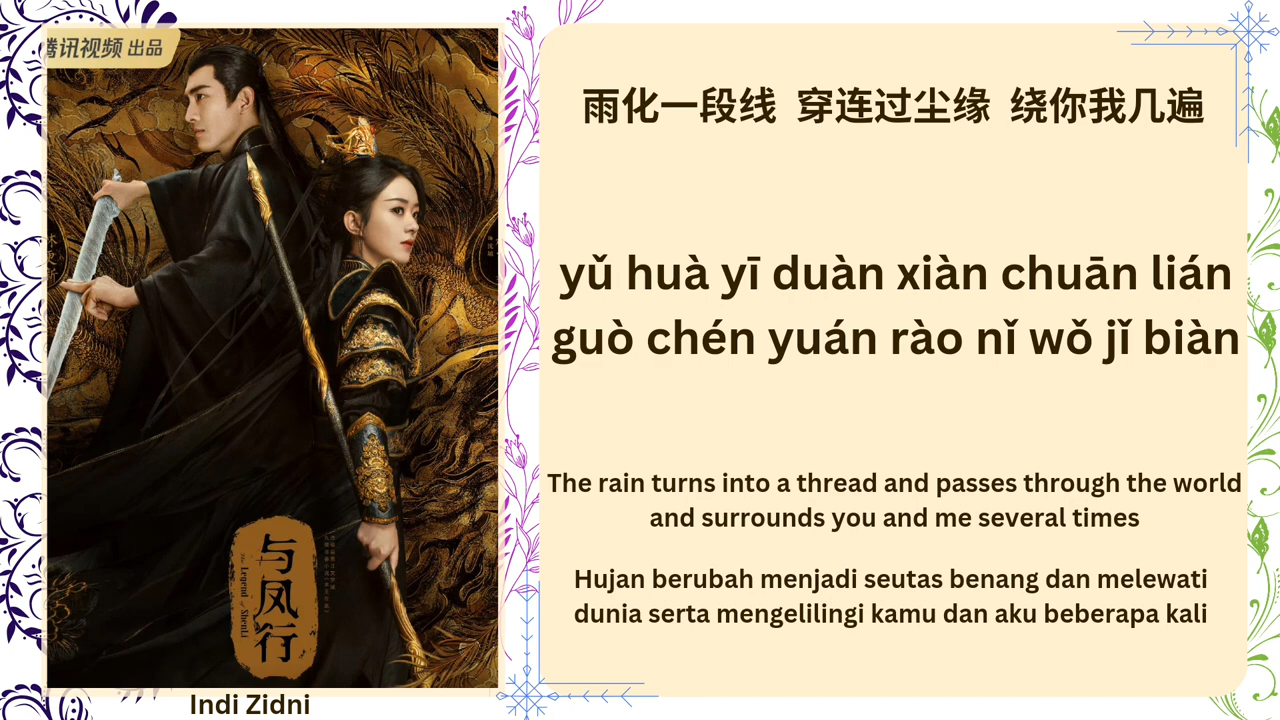 腾讯视频 出品
雨化一段线 穿连过尘缘 绕你我几遍
yǔ huà yī duàn xiàn chuān lián
guò chén yuán rào nǐ wǒ jǐ biàn
The rain turns into a thread and passes through the world
and surrounds you and me several times
Hujan berubah menjadi seutas benang dan melewati
dunia serta mengelilingi kamu dan aku beberapa kali
与凤行
The Legend of ShenLi
Indi Zidni